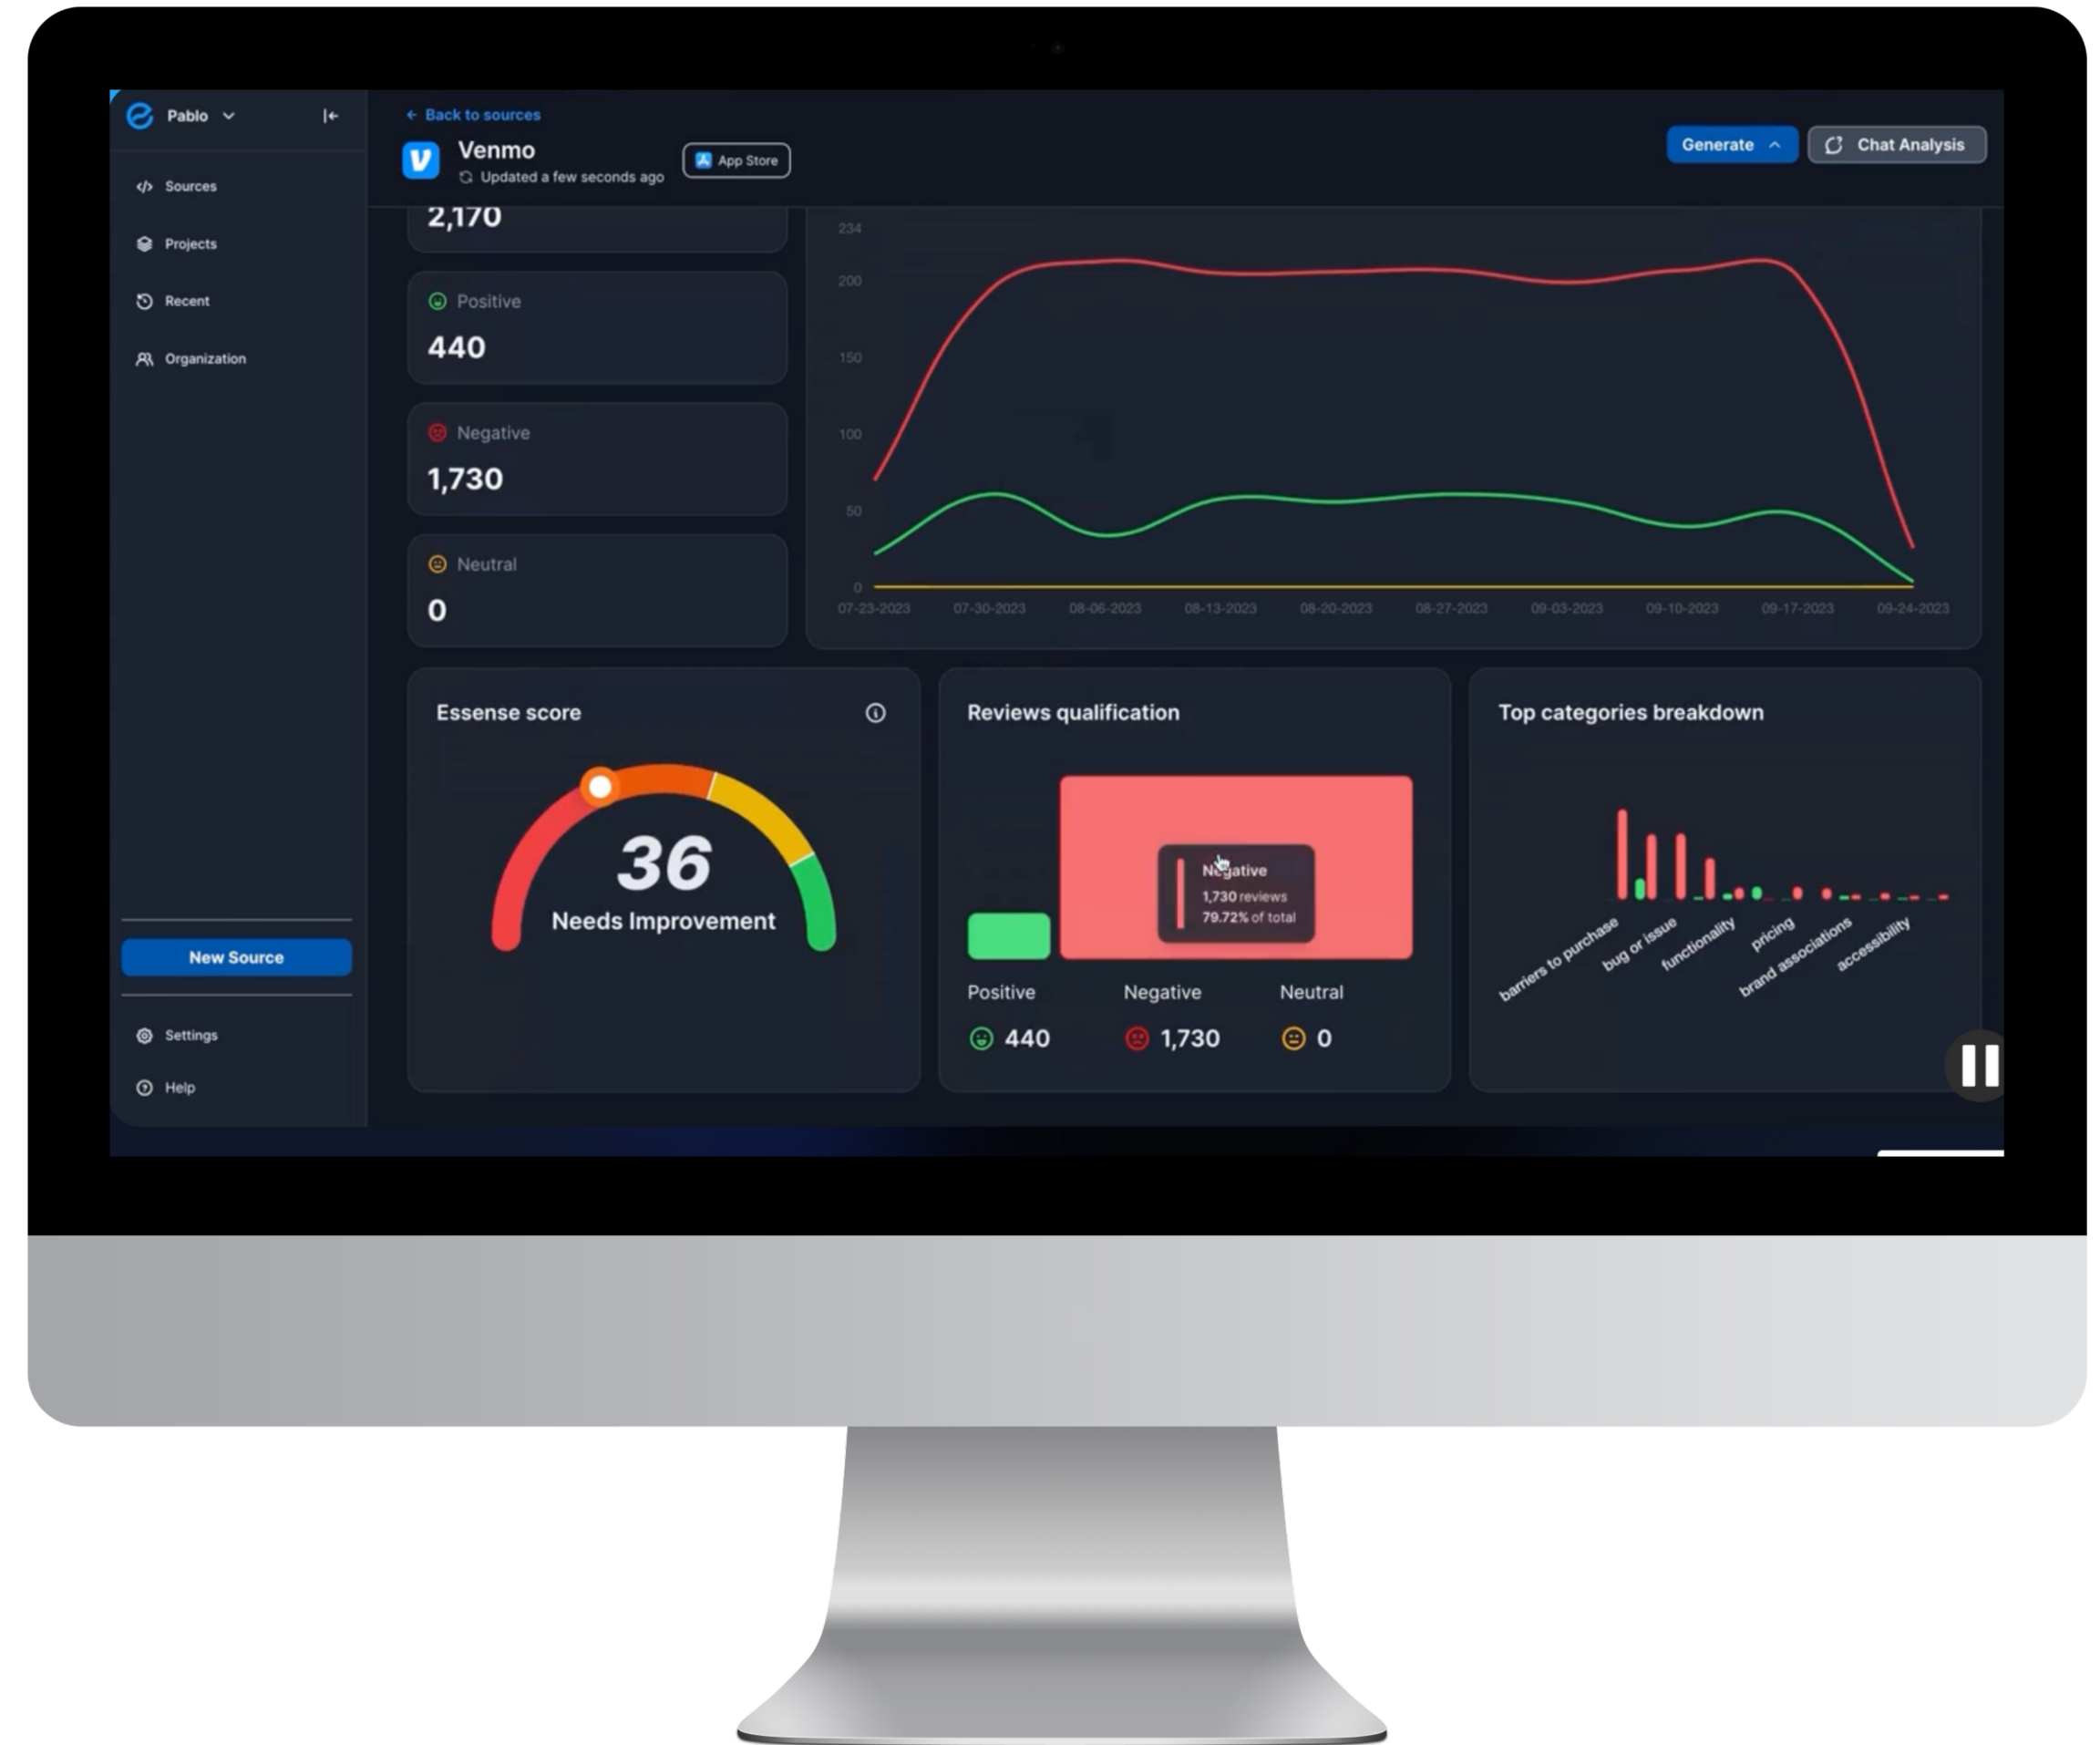 Pablo
Sources
Projects
Recent
Organization
New Source
Settings
Help
Back to sources
Venmo
Updated a few seconds ago
App Store
Generate
Chat Analysis
2,170
Positive
440
Negative
1,730
Neutral
0
234
200
150
100
50
0
07-23-2023 07-30-2023 08-06-2023 08-13-2023 08-20-2023 08-27-2023 09-03-2023 09-10-2023 09-17-2023 09-24-2023
Essense score
36
Needs Improvement
Reviews qualification
Negative
1,730 reviews
79.72% of total
Positive Negative Neutral
440 1,730 0
Top categories breakdown
barriers to purchase
bug or issue
functionality
pricing
brand associations
accessibility